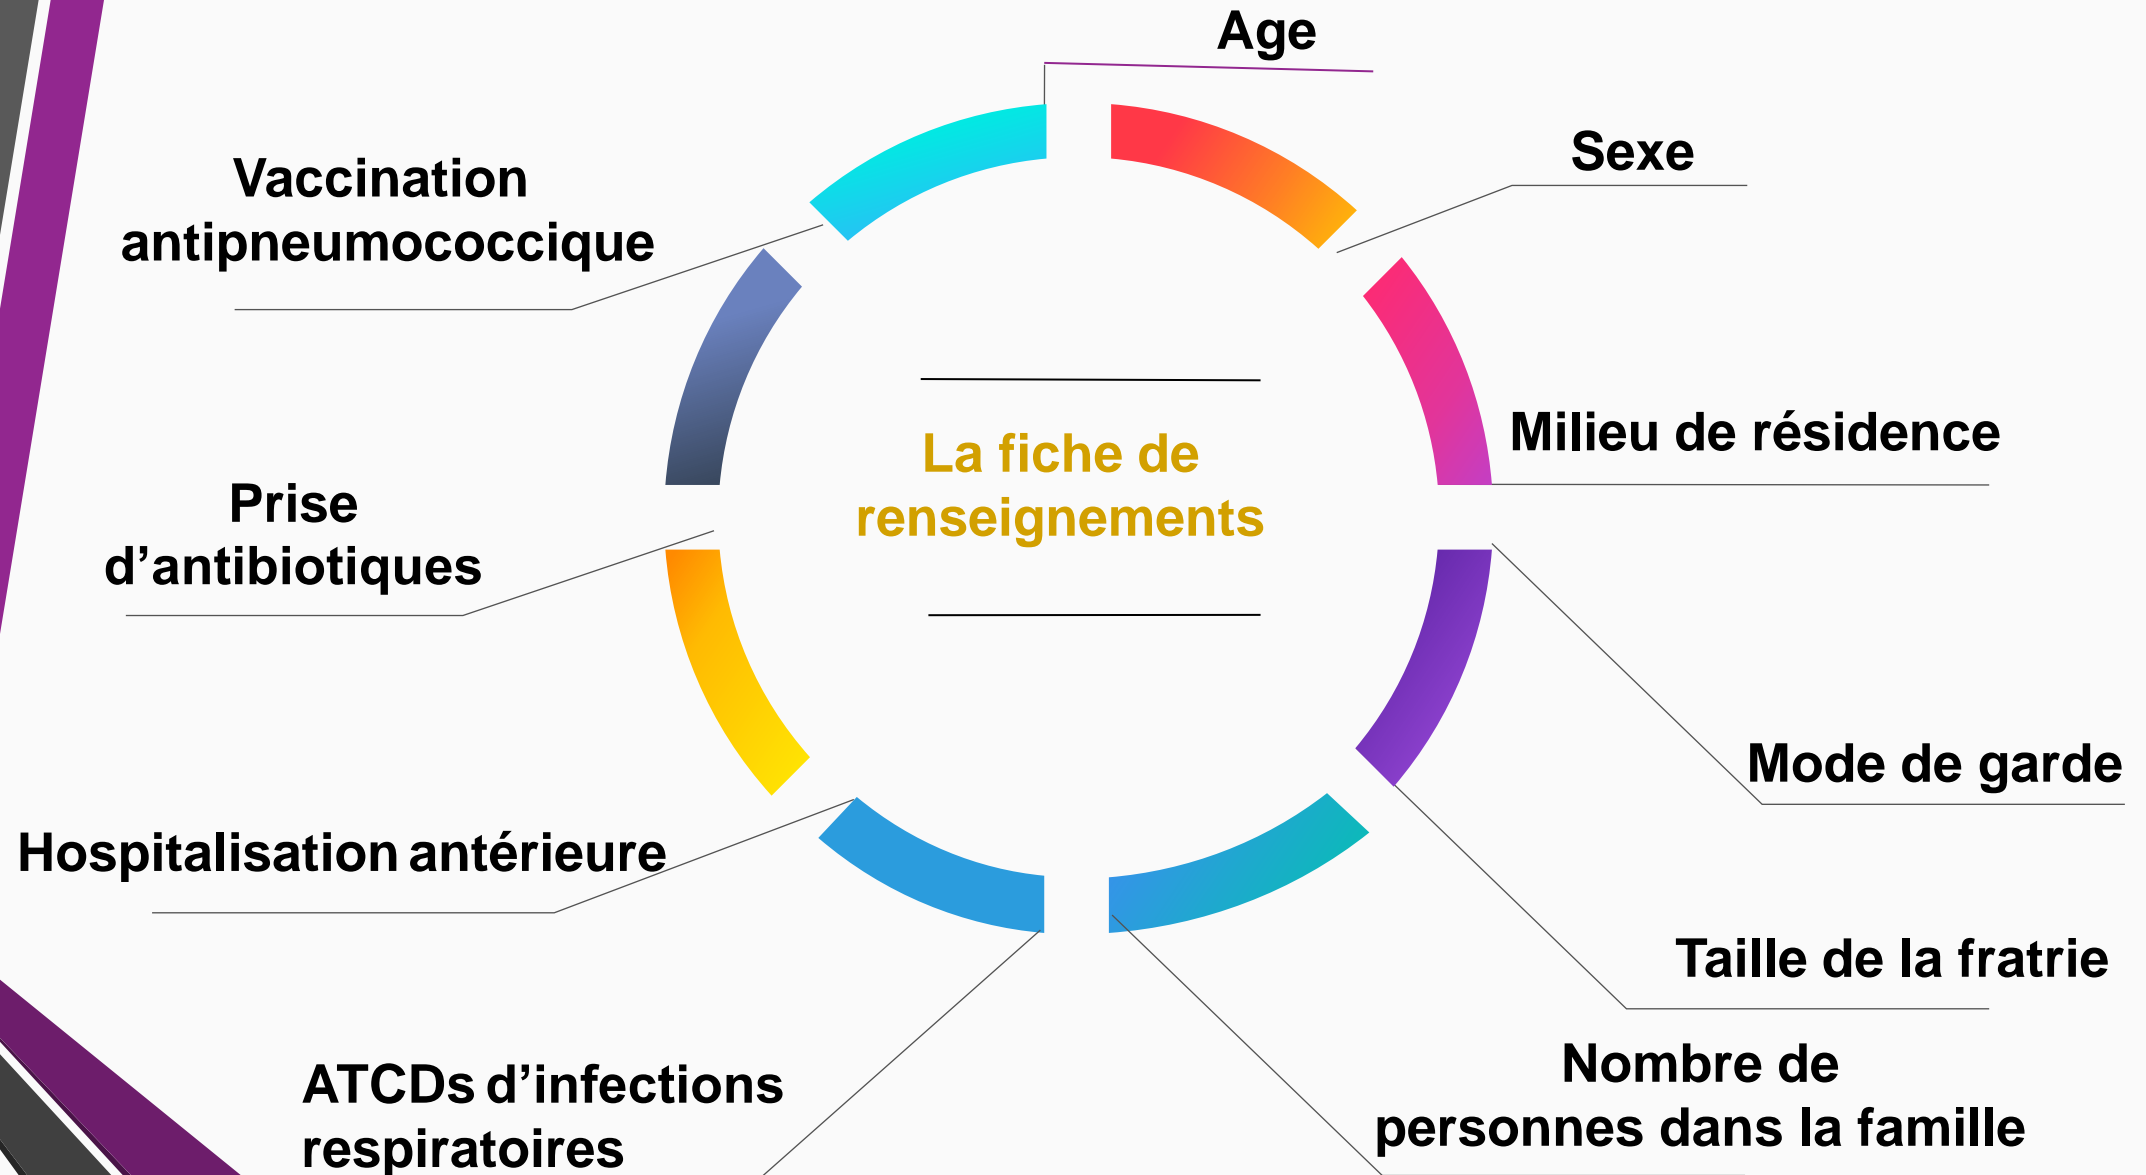 Age
Sexe
Vaccination
antipneumococcique
Milieu de résidence
La fiche de
renseignements
Prise
d’antibiotiques
Mode de garde
Hospitalisation antérieure
Taille de la fratrie
Nombre de
personnes dans la famille
ATCDs d’infections
respiratoires